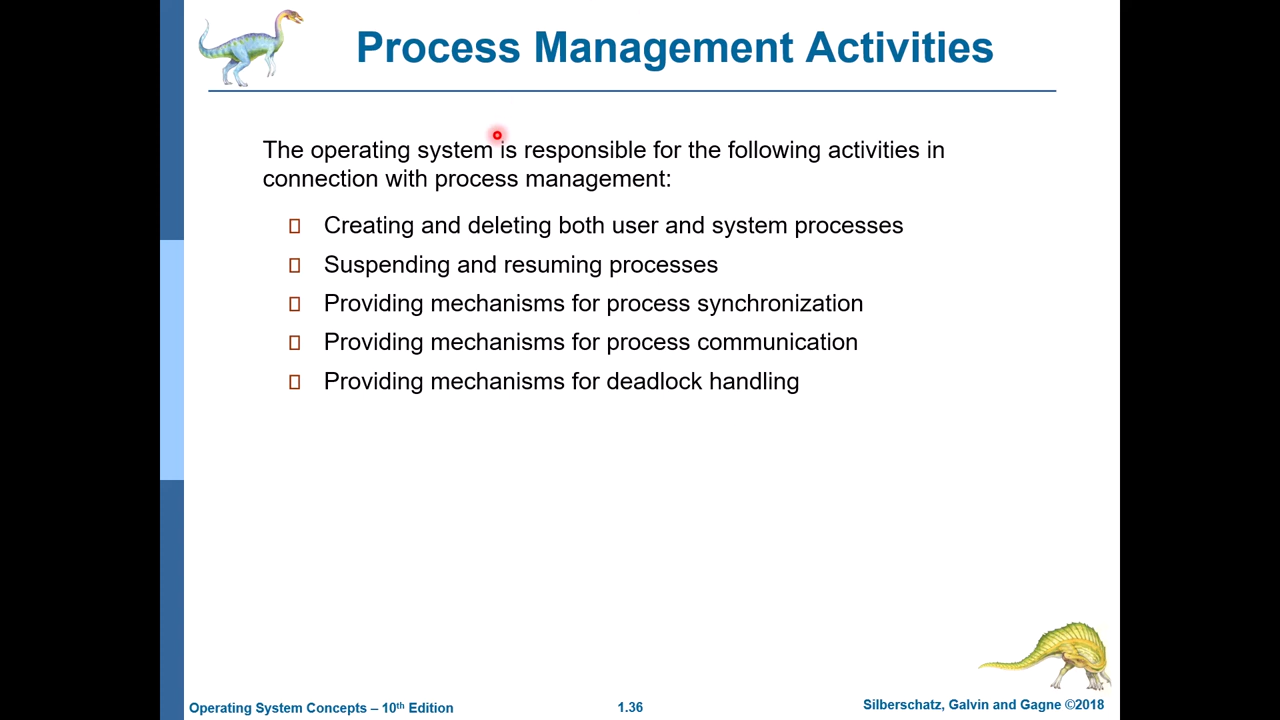 Process Management Activities
The operating system is responsible for the following activities in
connection with process management:
Creating and deleting both user and system processes
Suspending and resuming processes
Providing mechanisms for process synchronization
Providing mechanisms for process communication
Providing mechanisms for deadlock handling
Operating System Concepts – 10th Edition
1.36
Silberschatz, Galvin and Gagne ©2018